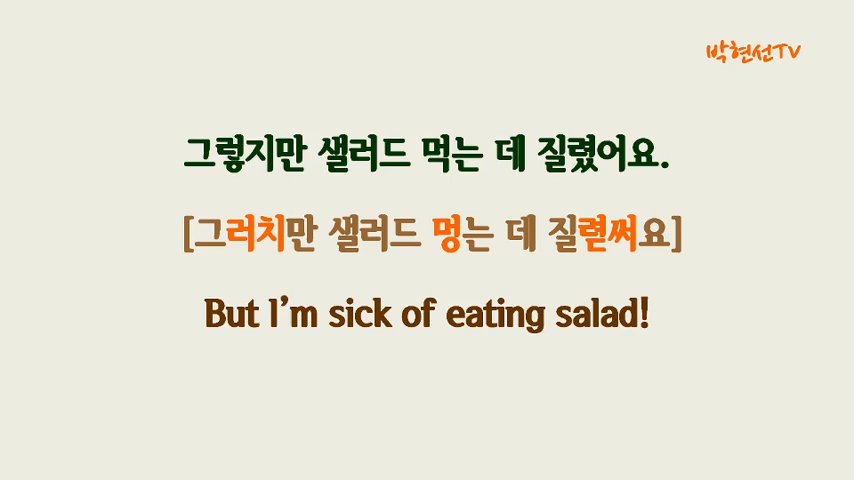 박현선TV
그렇지만 샐러드 먹는 데 질렸어요.
[그러치만 샐러드 멍는 데 질렫써요]
But I'm sick of eating salad!